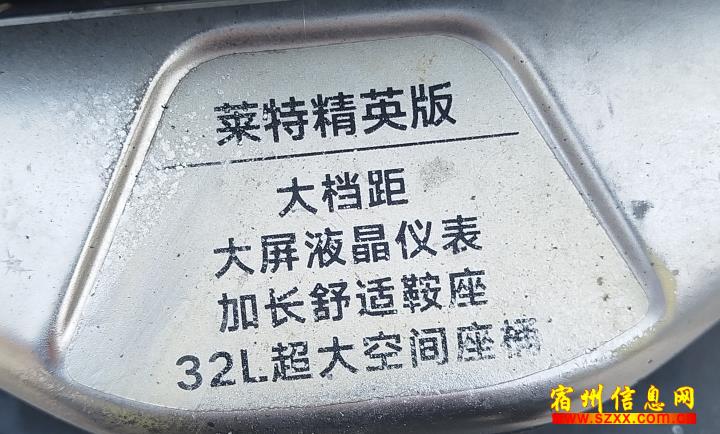 莱特精英版
大档距
大屏液晶仪表
加长舒适鞍座
32L超大空间座桶
宿州信息网
www.szxx.com.cn